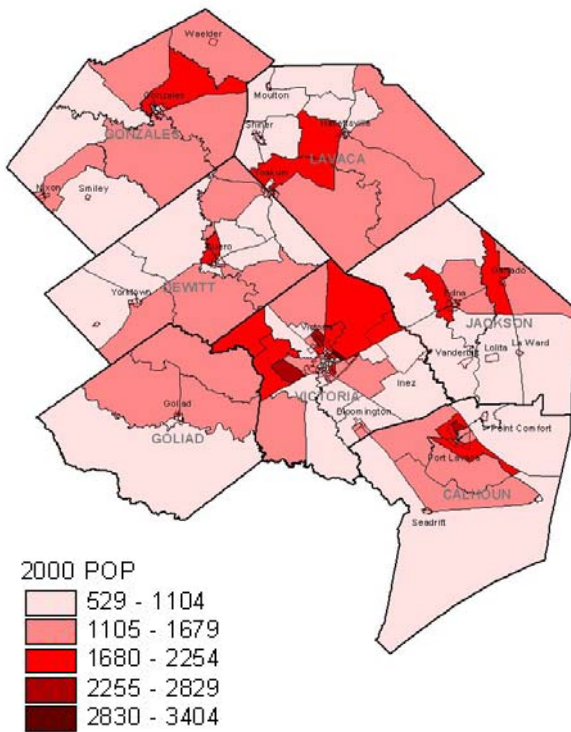 Waelder
Gonzales
GONZALES
Moulton
Shiner
Hallettsville
LAVACA
Yoakum
Nixon
Smiley
Cuero
DEWITT
Yorktown
Ganado
Edna
JACKSON
Victoria
Vanderbilt
Lolita
La Ward
VICTORIA
Inez
Goliad
GOLIAD
Bloomington
Point Comfort
Port Lavaca
CALHOUN
Seadrift
2000 POP
529 - 1104
1105 - 1679
1680 - 2254
2255 - 2829
2830 - 3404